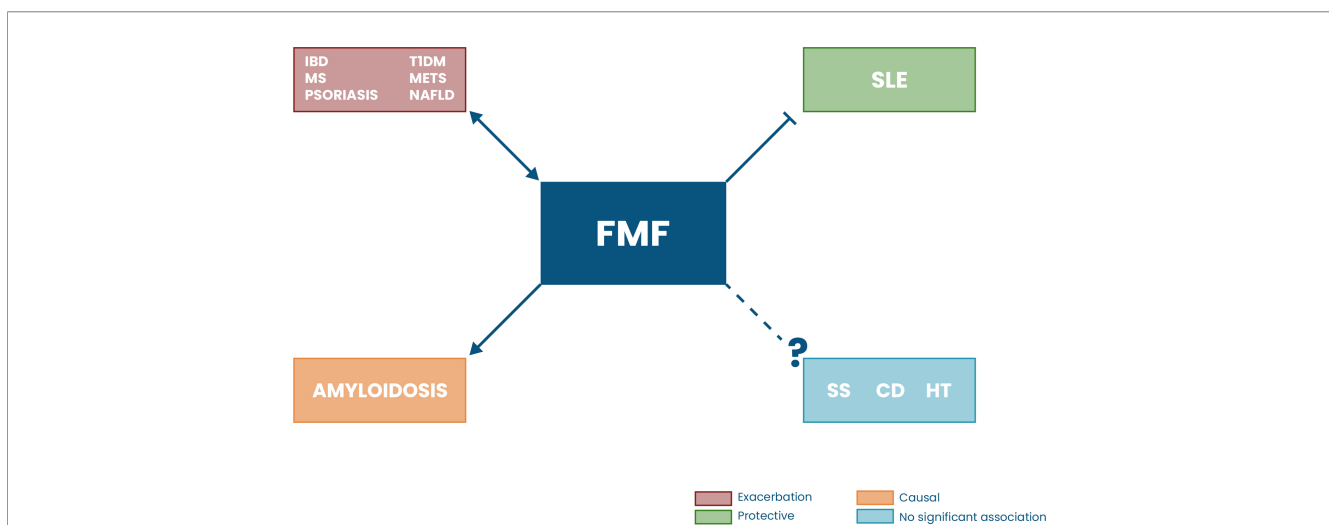 IBD T1DM
MS METS
PSORIASIS NAFLD
SLE
FMF
AMYLOIDOSIS
?
SS CD HT
Exacerbation
Protective
Causal
No significant association